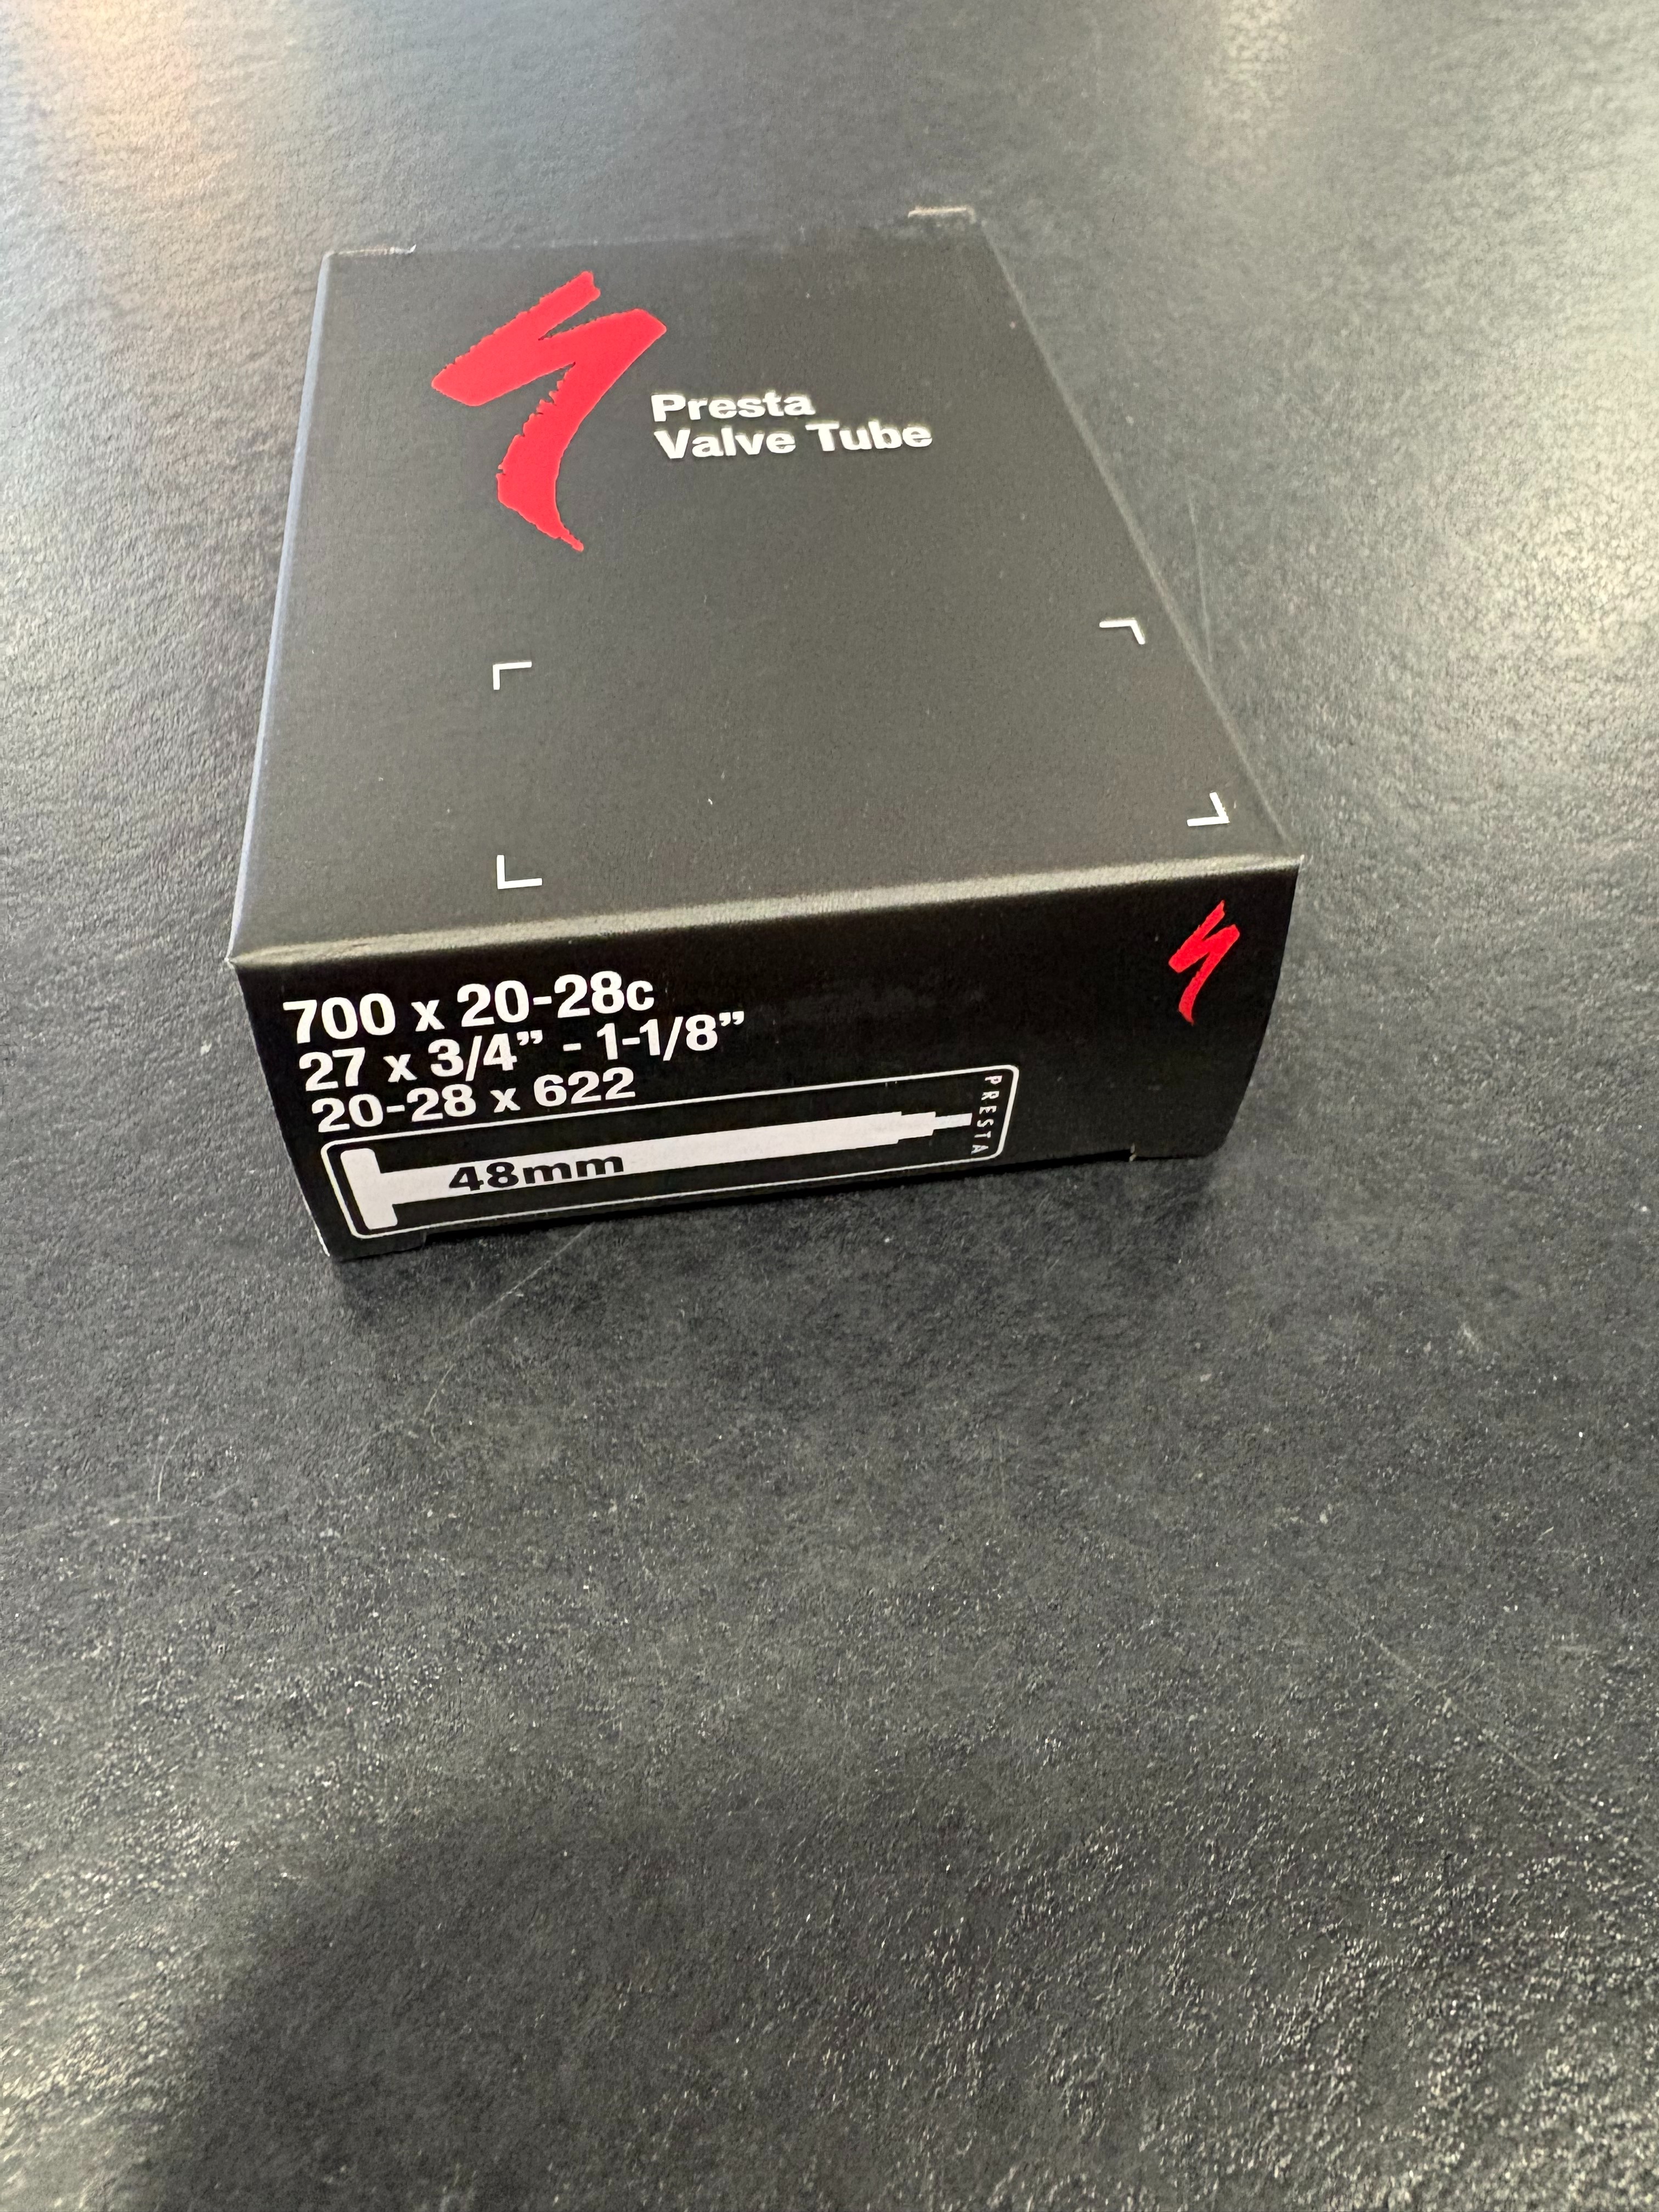 Presta
Valve Tube
700 x 20-28c
27 x 3/4” - 1-1/8”
20-28 x 622
48mm
PRESTA